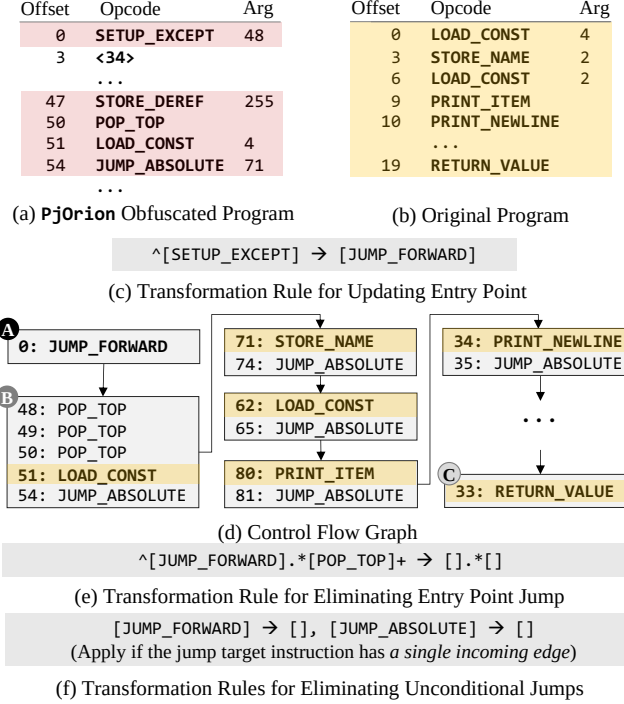 Offset Opcode Arg
0 SETUP_EXCEPT 48
3 <34>
...
47 STORE_DEREF 255
50 POP_TOP
51 LOAD_CONST 4
54 JUMP_ABSOLUTE 71
...
(a) PjOrion Obfuscated Program
Offset Opcode Arg
0 LOAD_CONST 4
3 STORE_NAME 2
6 LOAD_CONST 2
9 PRINT_ITEM
10 PRINT_NEWLINE
...
19 RETURN_VALUE
(b) Original Program
^[SETUP_EXCEPT] → [JUMP_FORWARD]
(c) Transformation Rule for Updating Entry Point
A
0: JUMP_FORWARD
B
48: POP_TOP
49: POP_TOP
50: POP_TOP
51: LOAD_CONST
54: JUMP_ABSOLUTE
71: STORE_NAME
74: JUMP_ABSOLUTE
62: LOAD_CONST
65: JUMP_ABSOLUTE
80: PRINT_ITEM
81: JUMP_ABSOLUTE
34: PRINT_NEWLINE
35: JUMP_ABSOLUTE
...
C
33: RETURN_VALUE
(d) Control Flow Graph
^[JUMP_FORWARD].*[POP_TOP]+ → [].*[]
(e) Transformation Rule for Eliminating Entry Point Jump
[JUMP_FORWARD] → [], [JUMP_ABSOLUTE] → []
(Apply if the jump target instruction has a single incoming edge)
(f) Transformation Rules for Eliminating Unconditional Jumps